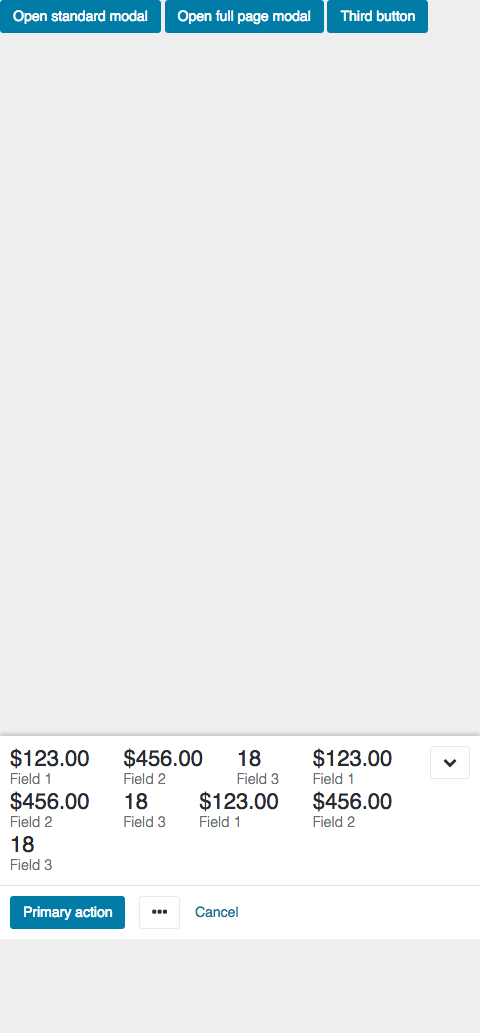 Open standard modal Open full page modal Third button
$123.00 $456.00 18 $123.00
Field 1 Field 2 Field 3 Field 1
$456.00 18 $123.00 $456.00
Field 2 Field 3 Field 1 Field 2
18
Field 3
Primary action ••• Cancel